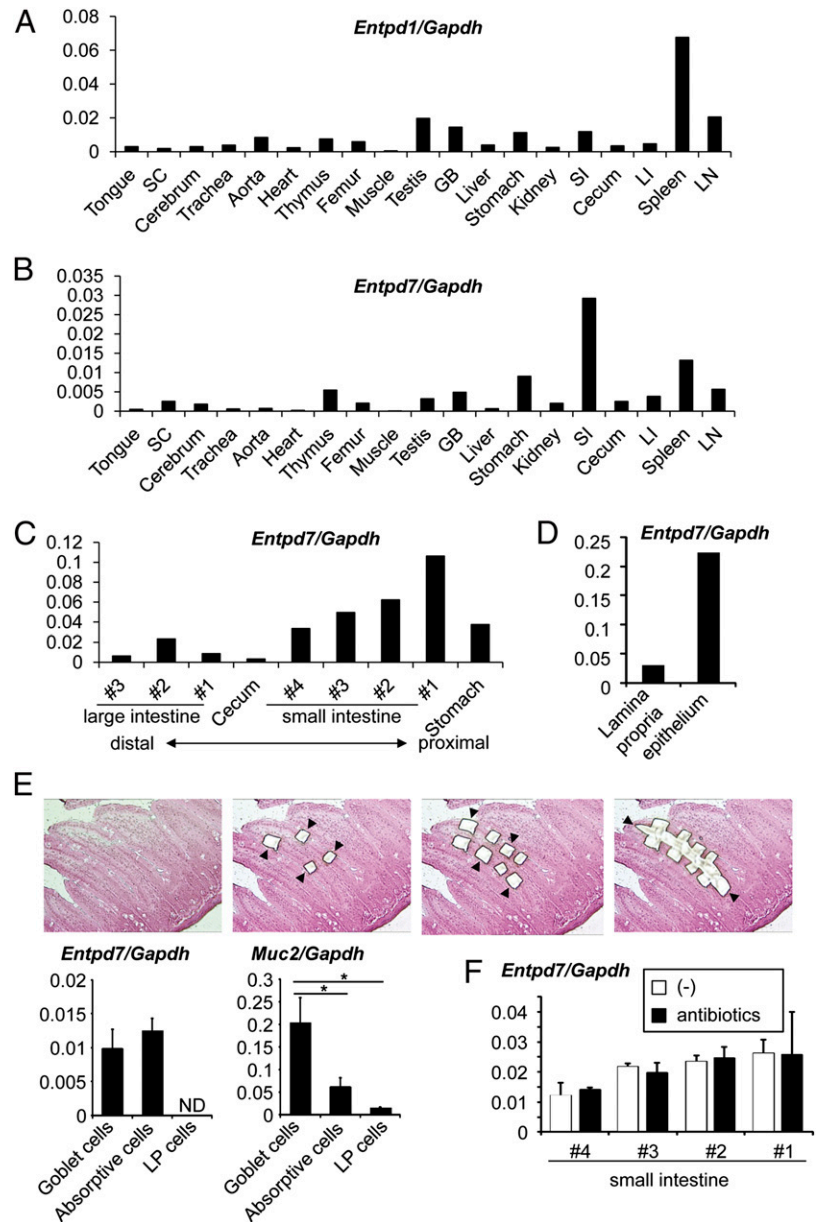 A
Entpd1/Gapdh
0.08
0.06
0.04
0.02
0
Tongue
SC
Cerebrum
Trachea
Aorta
Heart
Thymus
Femur
Muscle
Testis
GB
Liver
Stomach
Kidney
SI
Cecum
LI
Spleen
LN
B
Entpd7/Gapdh
0.035
0.03
0.025
0.02
0.015
0.01
0.005
0
Tongue
SC
Cerebrum
Trachea
Aorta
Heart
Thymus
Femur
Muscle
Testis
GB
Liver
Stomach
Kidney
SI
Cecum
LI
Spleen
LN
C
Entpd7/Gapdh
0.12
0.1
0.08
0.06
0.04
0.02
0
#3
#2
#1
Cecum
#4
#3
#2
#1
Stomach
large intestine
small intestine
distal
proximal
D
Entpd7/Gapdh
0.25
0.2
0.15
0.1
0.05
0
Lamina
propria
epithelium
E
Entpd7/Gapdh
0.015
0.01
0.005
0
ND
Goblet cells
Absorptive cells
LP cells
Muc2/Gapdh
0.3
0.25
0.2
0.15
0.1
0.05
0
*
*
Goblet cells
Absorptive cells
LP cells
F
Entpd7/Gapdh
(-)
antibiotics
0.05
0.04
0.03
0.02
0.01
0
#4
#3
#2
#1
small intestine